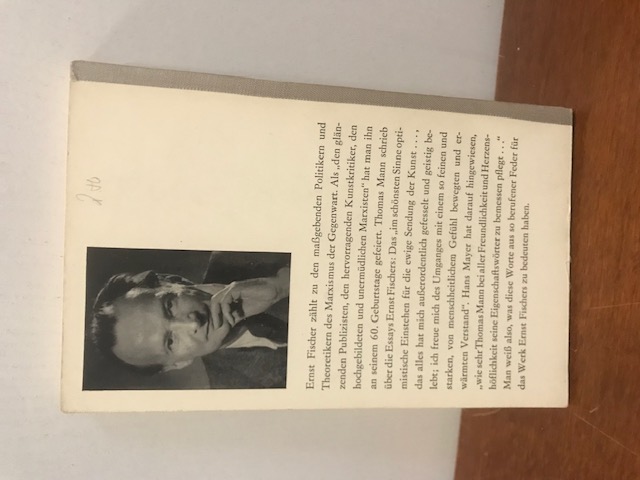 Ernst Fischer zählt zu den maßgebenden Politikern und
Theoretikern des Marxismus der Gegenwart. Als „den glän-
zenden Publizisten, den hervorragenden Kunstkritiker, den
hochgebildeten und unermüdlichen Marxisten“ hat man ihn
an seinem 60. Geburtstage gefeiert. Thomas Mann schrieb
über die Essays Ernst Fischers: Das „im schönsten Sinne opti-
mistische Einstehen für die ewige Sendung der Kunst . . . ,
das alles hat mich außerordentlich gefesselt und geistig be-
lebt; ich freue mich des Umganges mit einem so feinen und
starken, von menschheitlichem Gefühl bewegten und er-
wärmten Verstand“. Hans Mayer hat darauf hingewiesen,
„wie sehr Thomas Mann bei aller Freundlichkeit und Herzens-
höflichkeit seine Eigenschaftswörter zu bemessen pflegt . . .“
Man weiß also, was diese Worte aus so berufener Feder für
das Werk Ernst Fischers zu bedeuten haben.